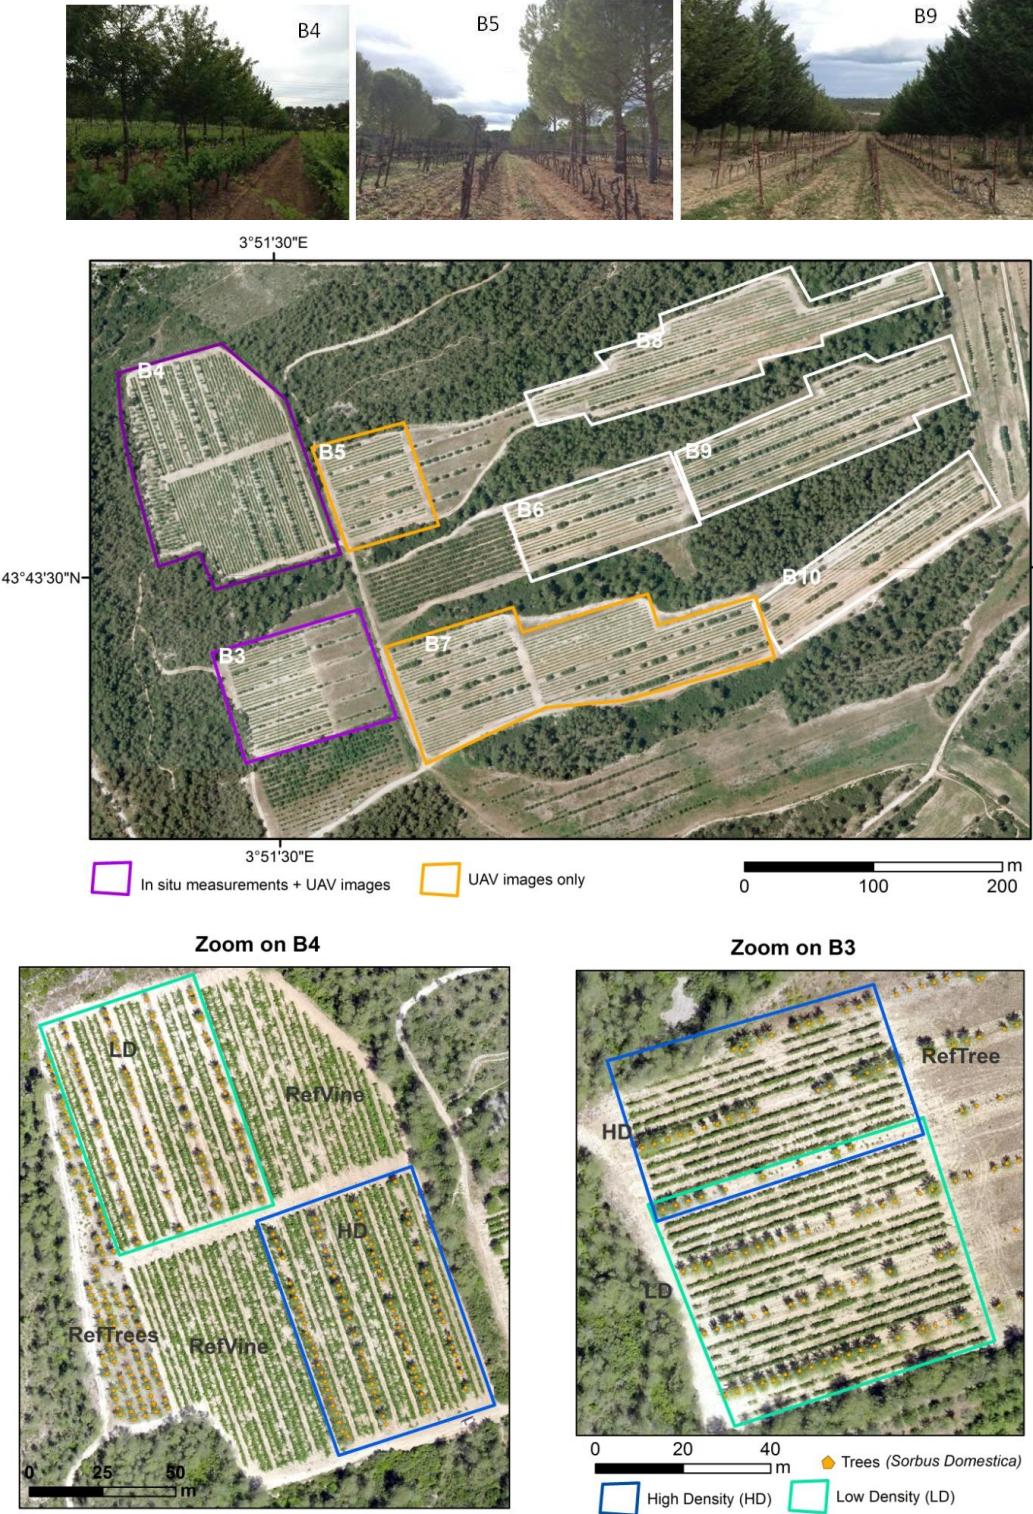 B4
B5
B9
3°51'30"E
B8
B4
B5
B9
B6
43°43'30"N
B10
B7
B3
3°51'30"E
In situ measurements + UAV images
UAV images only
m
0 100 200
Zoom on B4
Zoom on B3
LD
RefVine
RefTree
HD
HD
LD
RefTrees
RefVine
0 25 50
m
0 20 40
m
Trees (Sorbus Domestica)
High Density (HD)
Low Density (LD)